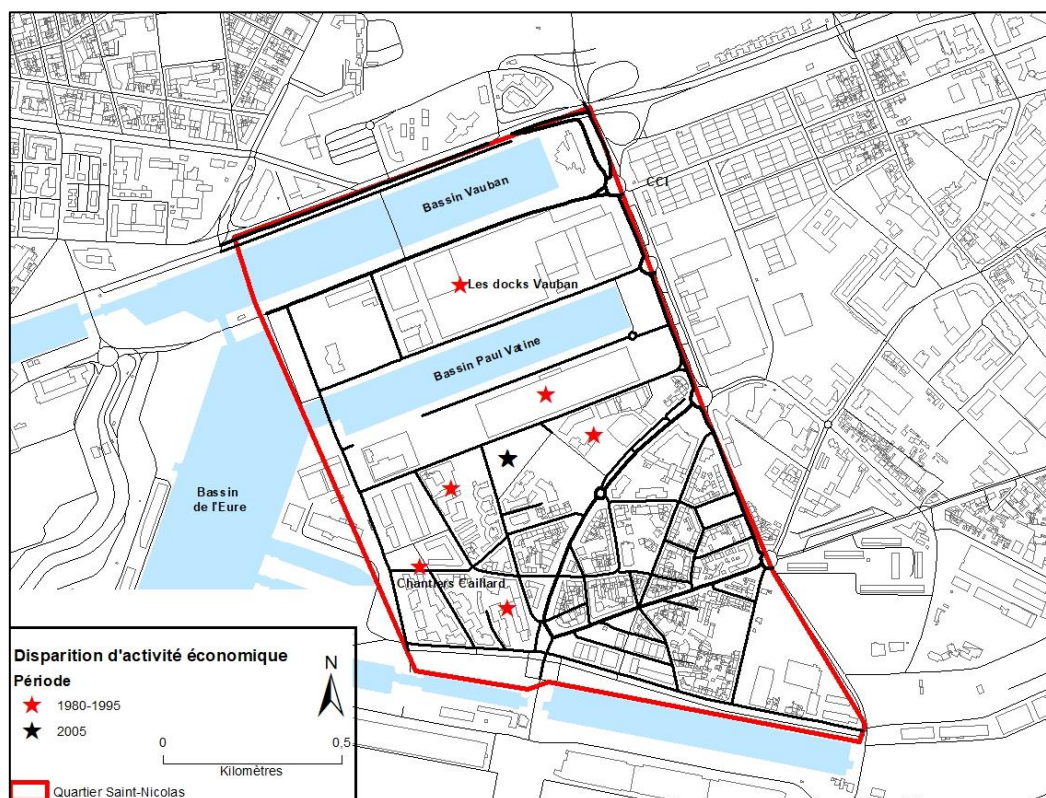 Bassin Vauban
CCI
Les docks Vauban
Bassin Paul Vatine
Bassin
de l'Eure
Chantiers Caillard
Disparition d'activité économique
Période
N
1980-1995
2005
0
0,5
Kilomètres
Quartier Saint-Nicolas